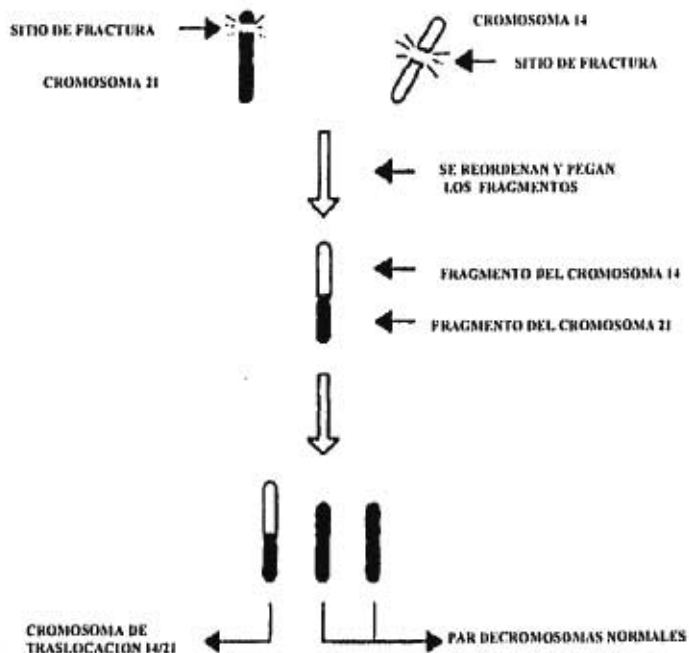 SITIO DE FRACTURA
CROMOSOMA 14
SITIO DE FRACTURA
CROMOSOMA 21
SE REORDENAN Y PEGAN
LOS FRAGMENTOS
FRAGMENTO DEL CROMOSOMA 14
FRAGMENTO DEL CROMOSOMA 21
CROMOSOMA DE
TRASLOCACION 14/21
PAR DECROMOSOMAS NORMALES